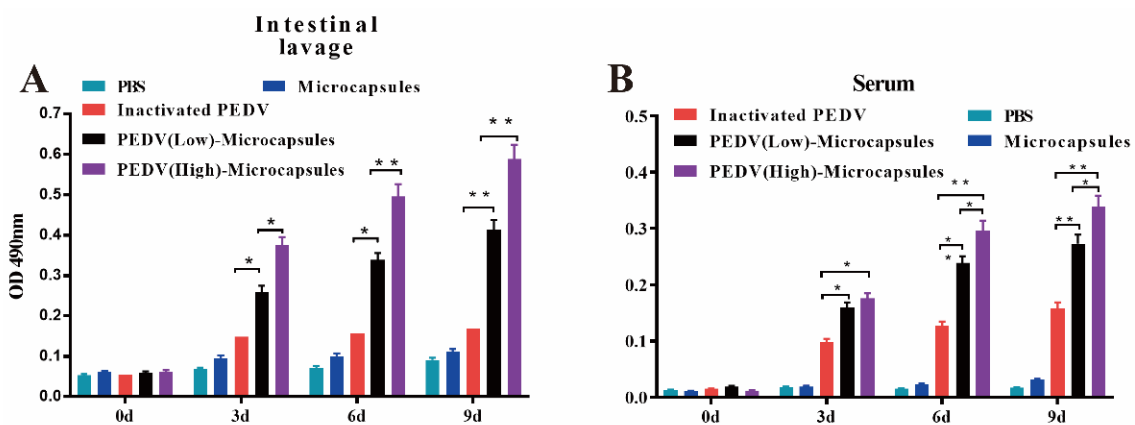 Intestinal
lavage
A
PBS
Microcapsules
Inactivated PEDV
PEDV(Low)-Microcapsules
PEDV(High)-Microcapsules
OD 490nm
0.7
0.6
0.5
0.4
0.3
0.2
0.1
0.0
*
*
*
**
**
**
0d
3d
6d
9d
B
Serum
Inactivated PEDV
PBS
PEDV(Low)-Microcapsules
Microcapsules
PEDV(High)-Microcapsules
0.5
0.4
0.3
0.2
0.1
0.0
*
*
*
*
**
*
**
**
*
0d
3d
6d
9d